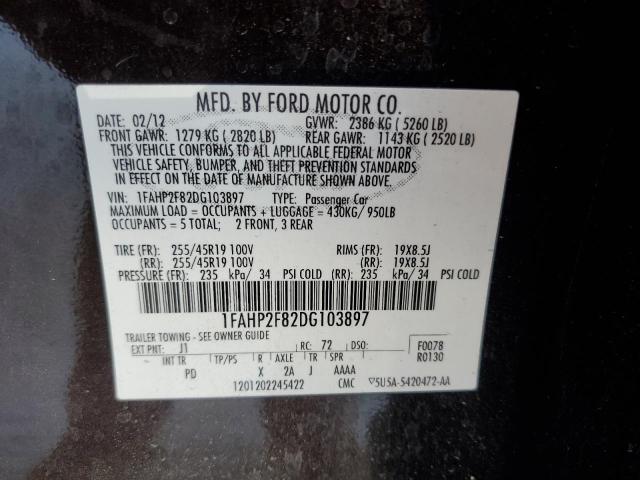 MFD. BY FORD MOTOR CO.
DATE: 02/12 GVWR: 2386 KG ( 5260 LB)
FRONT GAWR: 1279 KG ( 2820 LB) REAR GAWR: 1143 KG ( 2520 LB)
THIS VEHICLE CONFORMS TO ALL APPLICABLE FEDERAL MOTOR
VEHICLE SAFETY, BUMPER, AND THEFT PREVENTION STANDARDS
IN EFFECT ON THE DATE OF MANUFACTURE SHOWN ABOVE.
VIN: 1FAHP2F82DG103897 TYPE: Passenger Car
MAXIMUM LOAD = OCCUPANTS + LUGGAGE = 430KG/ 950LB
OCCUPANTS = 5 TOTAL; 2 FRONT, 3 REAR
TIRE (FR): 255/45R19 100V RIMS (FR): 19X8.5J
(RR): 255/45R19 100V (RR): 19X8.5J
PRESSURE (FR): 235 kPa/ 34 PSI COLD (RR): 235 kPa/ 34 PSI COLD
1FAHP2F82DG103897
TRAILER TOWING - SEE OWNER GUIDE
EXT PNT: J1 RC: 72 DSO: F0078
INT TR TP/PS R AXLE TR SPR R0130
PD X 2A J AAAA
1201202245422 CMC 5U5A-5420472-AA